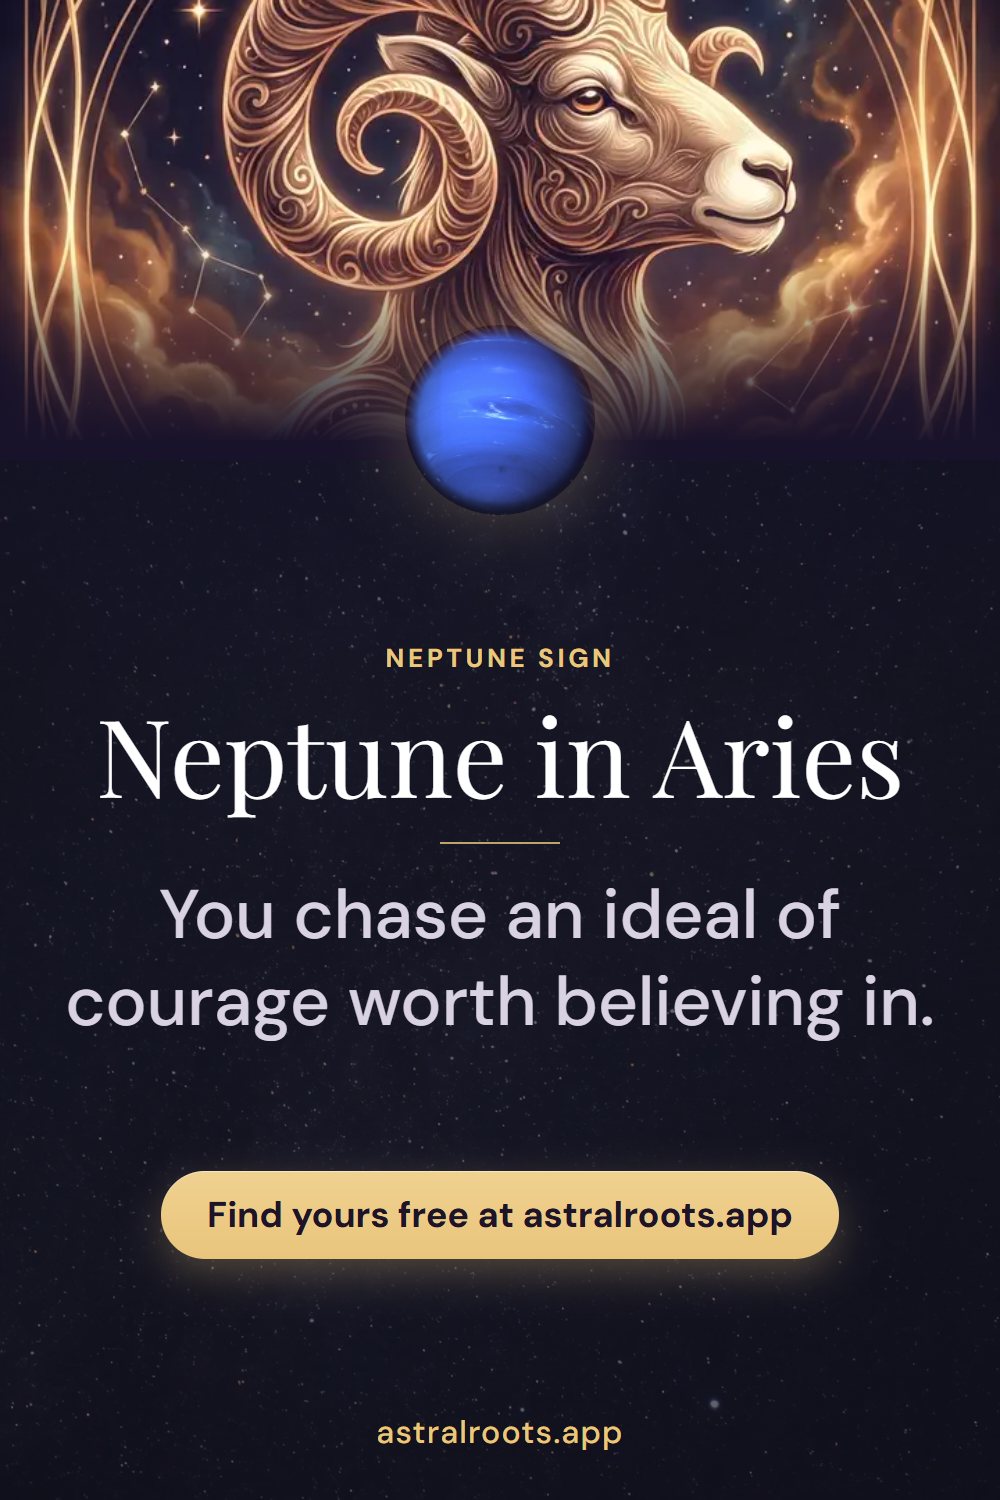 NEPTUNE SIGN
Neptune in Aries
You chase an ideal of
courage worth believing in.
Find yours free at astralroots.app
astralroots.app